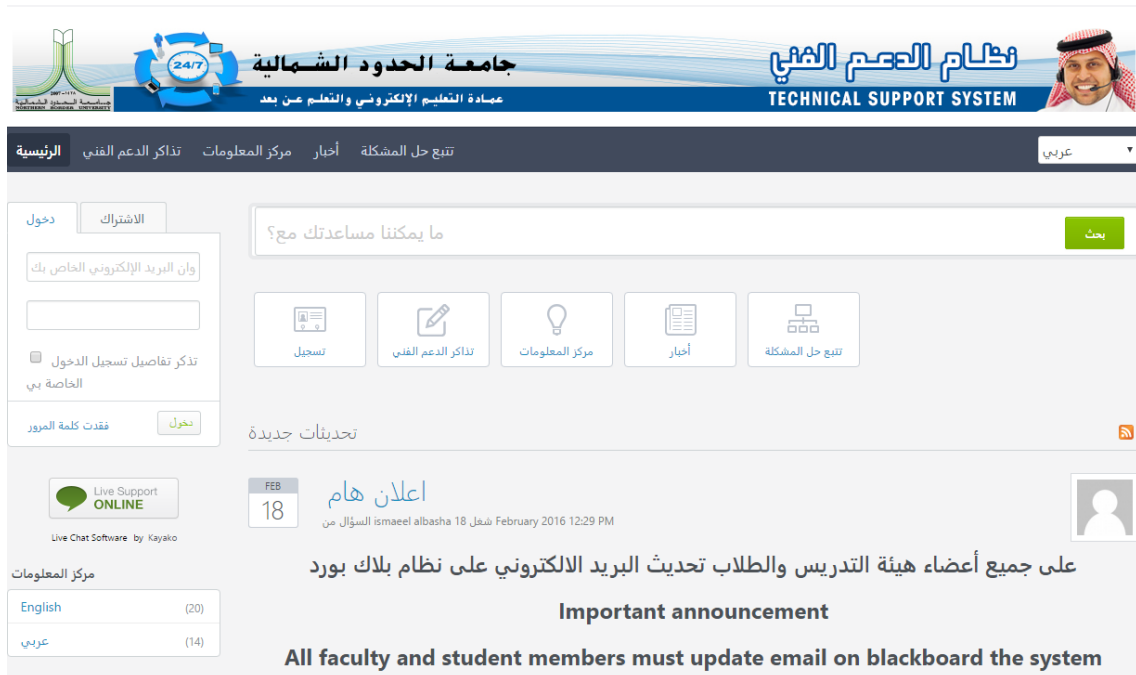 24/7
جامعة الحدود الشمالية
عمادة التعليم الإلكتروني والتعلم عن بعد
نظام الدعم الفني
TECHNICAL SUPPORT SYSTEM
جامعة الحدود الشمالية
NORTHERN BORDER UNIVERSITY
الرئيسية تذاكر الدعم الفني مركز المعلومات أخبار تتبع حل المشكلة
عربي
دخول الاشتراك
وان البريد الإلكتروني الخاص بك
تذكر تفاصيل تسجيل الدخول
الخاصة بي
فقدت كلمة المرور دخول
ما يمكننا مساعدتك مع؟
بحث
تسجيل تذاكر الدعم الفني مركز المعلومات أخبار تتبع حل المشكلة
تحديثات جديدة
Live Support
ONLINE
Live Chat Software by Kayako
مركز المعلومات
English (20)
عربي (14)
FEB
18
اعلان هام
السؤال من ismaeel albasha شغل 18 February 2016 12:29 PM
على جميع أعضاء هيئة التدريس والطلاب تحديث البريد الالكتروني على نظام بلاك بورد
Important announcement
All faculty and student members must update email on blackboard the system